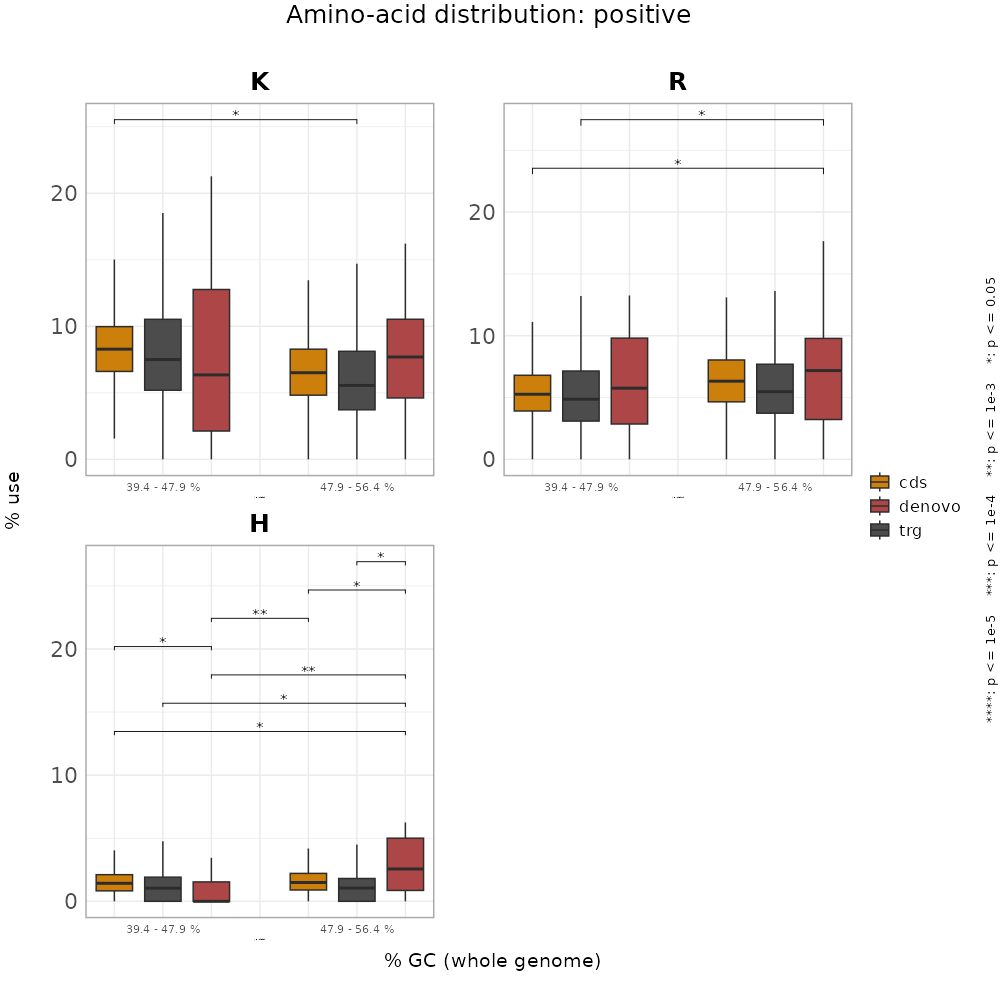 Amino-acid distribution: positive
K
R
*
20
10
0
39.4 - 47.9 %
47.9 - 56.4 %
*
*
20
10
0
39.4 - 47.9 %
47.9 - 56.4 %
H
*
*
**
*
**
*
*
20
10
0
39.4 - 47.9 %
47.9 - 56.4 %
% use
% GC (whole genome)
cds
denovo
trg
****: p <= 1e-5 ***: p <= 1e-4 **: p <= 1e-3 *: p <= 0.05